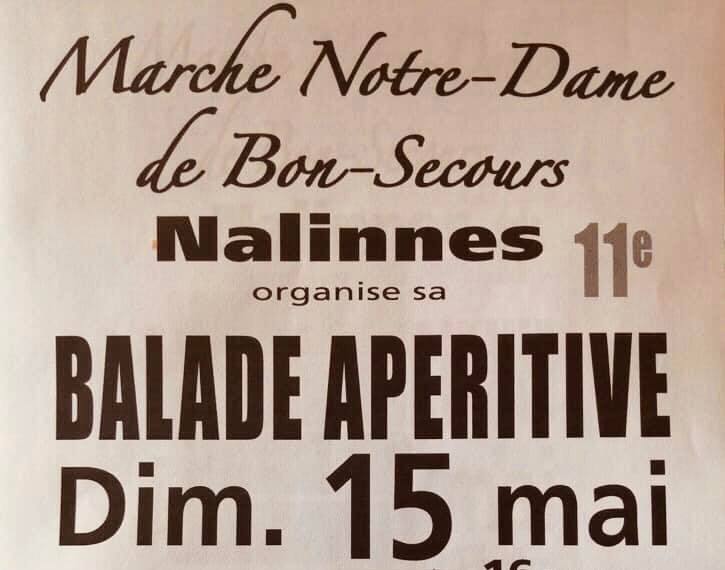 Marche Notre-Dame
de Bon-Secours
Nalinnes 11e
organise sa
BALADE APERITIVE
Dim. 15 mai